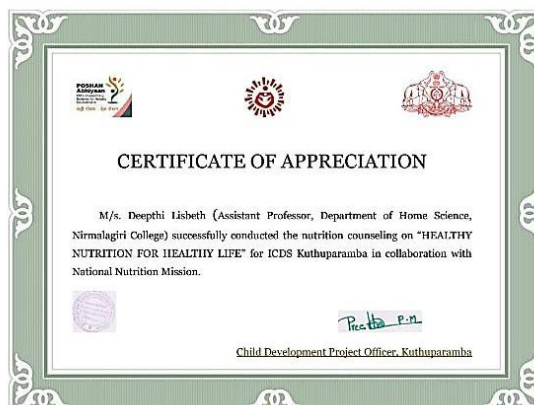 POSHAN
Abhiyaan
CERTIFICATE OF APPRECIATION
M/s. Deepthi Lisbeth (Assistant Professor, Department of Home Science,
Nirmalagiri College) successfully conducted the nutrition counseling on “HEALTHY
NUTRITION FOR HEALTHY LIFE” for ICDS Kuthuparamba in collaboration with
National Nutrition Mission.
Preetha P.M
Child Development Project Officer, Kuthuparamba